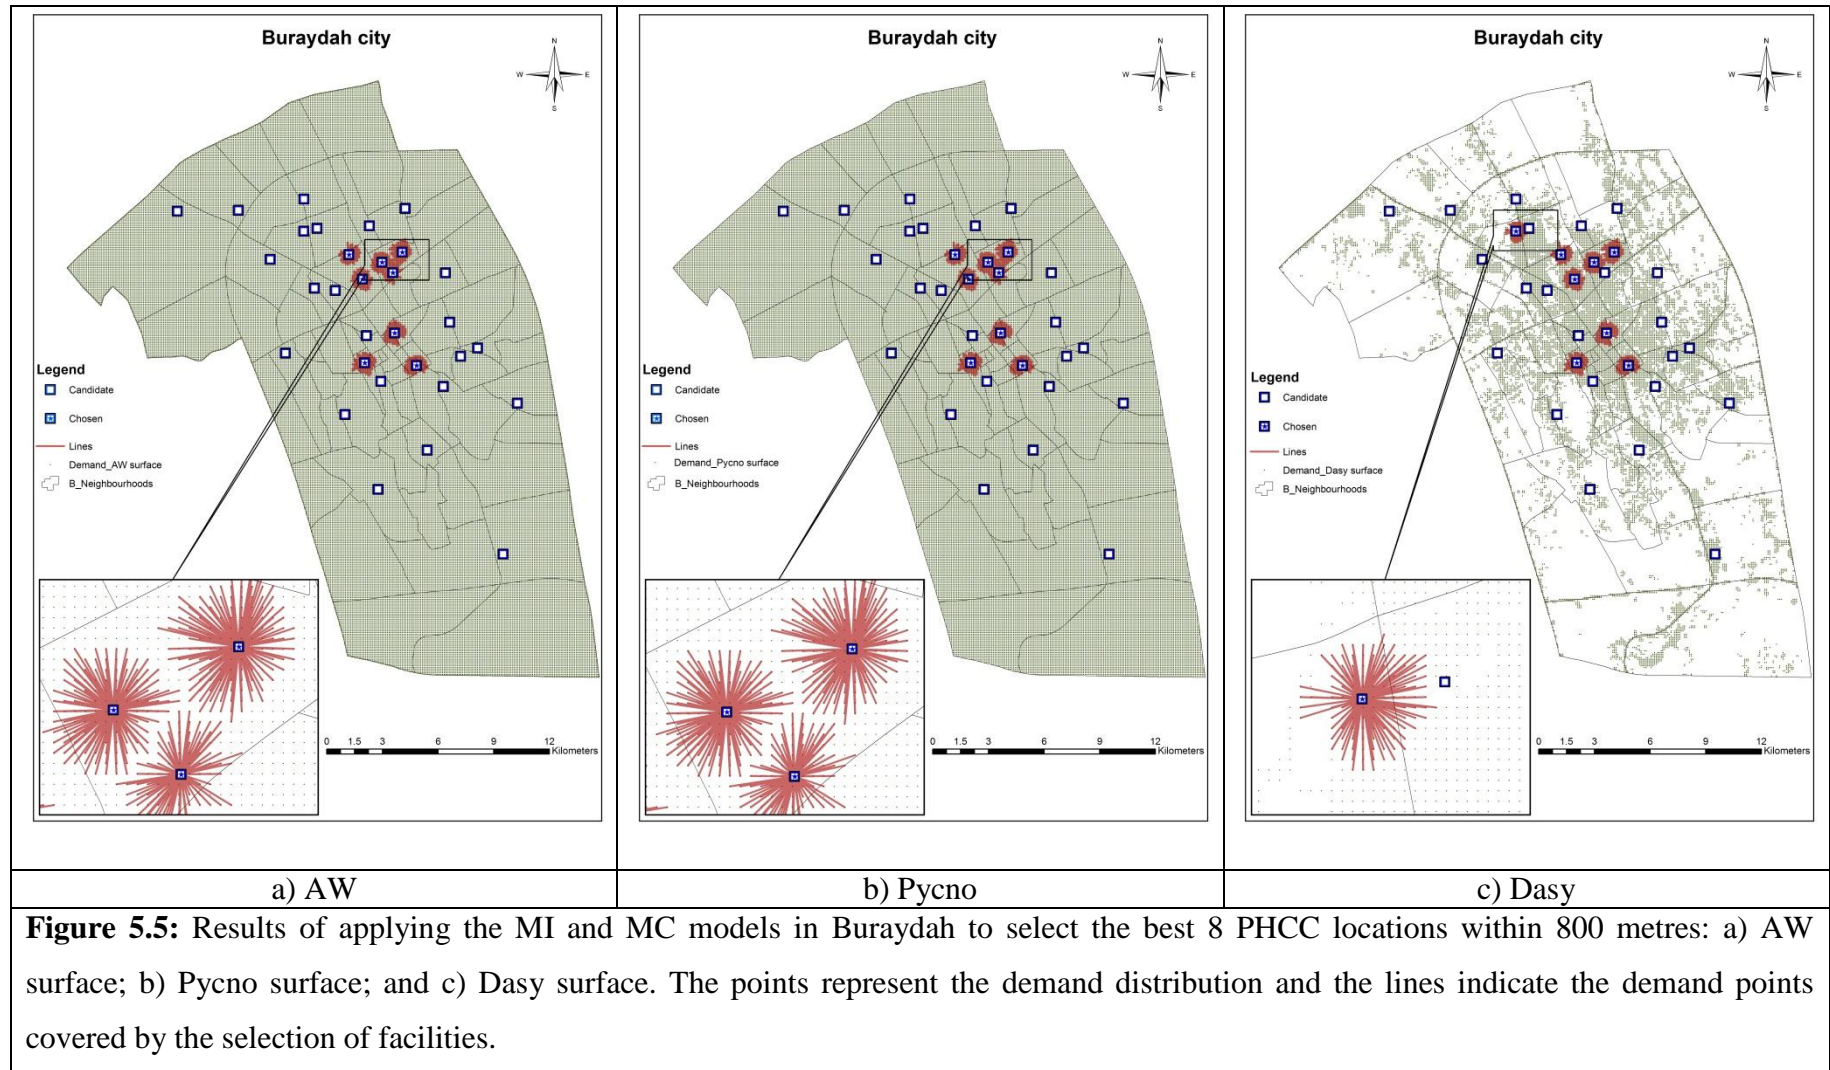 Buraydah city
N
W E
S
Legend
Candidate
Chosen
Lines
Demand_AW surface
B_Neighbourhoods
0 1.5 3 6 9 12
Kilometers
Buraydah city
N
W E
S
Legend
Candidate
Chosen
Lines
Demand_Pycno surface
B_Neighbourhoods
0 1.5 3 6 9 12
Kilometers
Buraydah city
N
W E
S
Legend
Candidate
Chosen
Lines
Demand_Dasy surface
B_Neighbourhoods
0 1.5 3 6 9 12
Kilometers
a) AW
b) Pycno
c) Dasy
Figure 5.5: Results of applying the MI and MC models in Buraydah to select the best 8 PHCC locations within 800 metres: a) AW
surface; b) Pycno surface; and c) Dasy surface. The points represent the demand distribution and the lines indicate the demand points
covered by the selection of facilities.